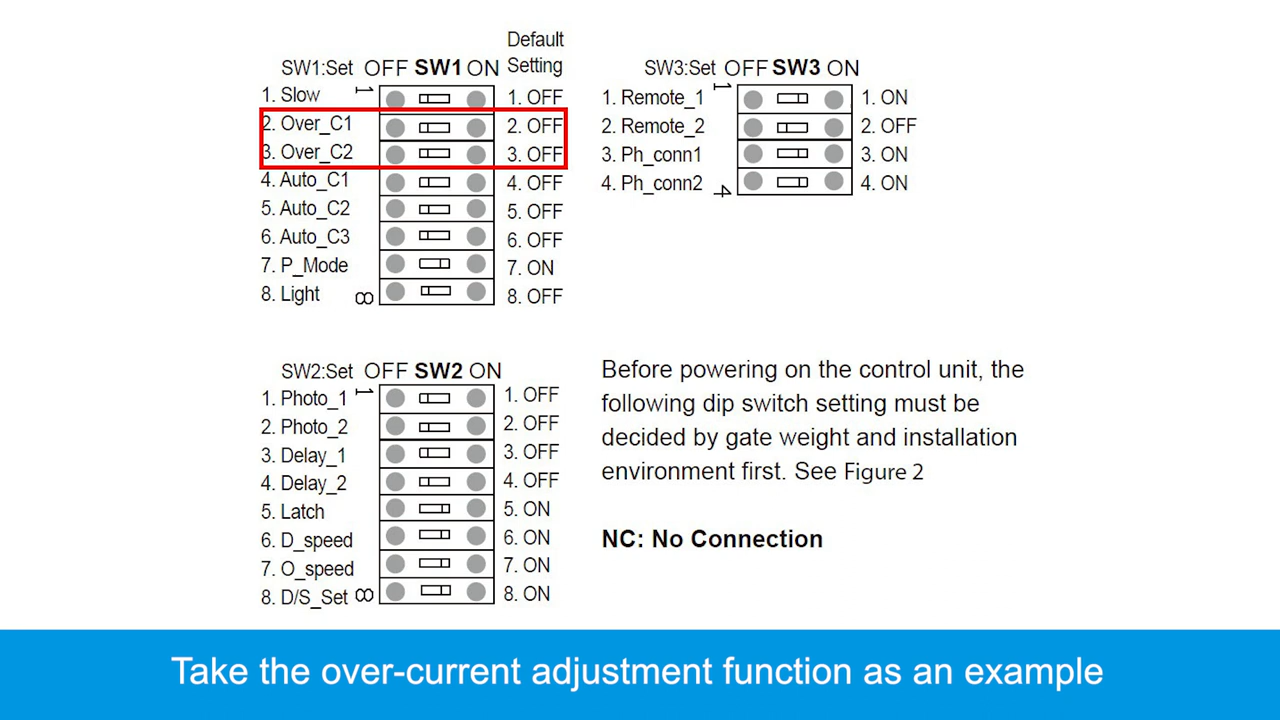 Default
Setting
SW1:Set OFF SW1 ON
1. Slow 1 1. OFF
2. Over_C1 2. OFF
3. Over_C2 3. OFF
4. Auto_C1 4. OFF
5. Auto_C2 5. OFF
6. Auto_C3 6. OFF
7. P_Mode 7. ON
8. Light 8 8. OFF
SW3:Set OFF SW3 ON
1. Remote_1 1 1. ON
2. Remote_2 2. OFF
3. Ph_conn1 3. ON
4. Ph_conn2 4 4. ON
SW2:Set OFF SW2 ON
1. Photo_1 1 1. OFF
2. Photo_2 2. OFF
3. Delay_1 3. OFF
4. Delay_2 4. OFF
5. Latch 5. ON
6. D_speed 6. ON
7. O_speed 7. ON
8. D/S_Set 8 8. ON
Before powering on the control unit, the
following dip switch setting must be
decided by gate weight and installation
environment first. See Figure 2
NC: No Connection
Take the over-current adjustment function as an example